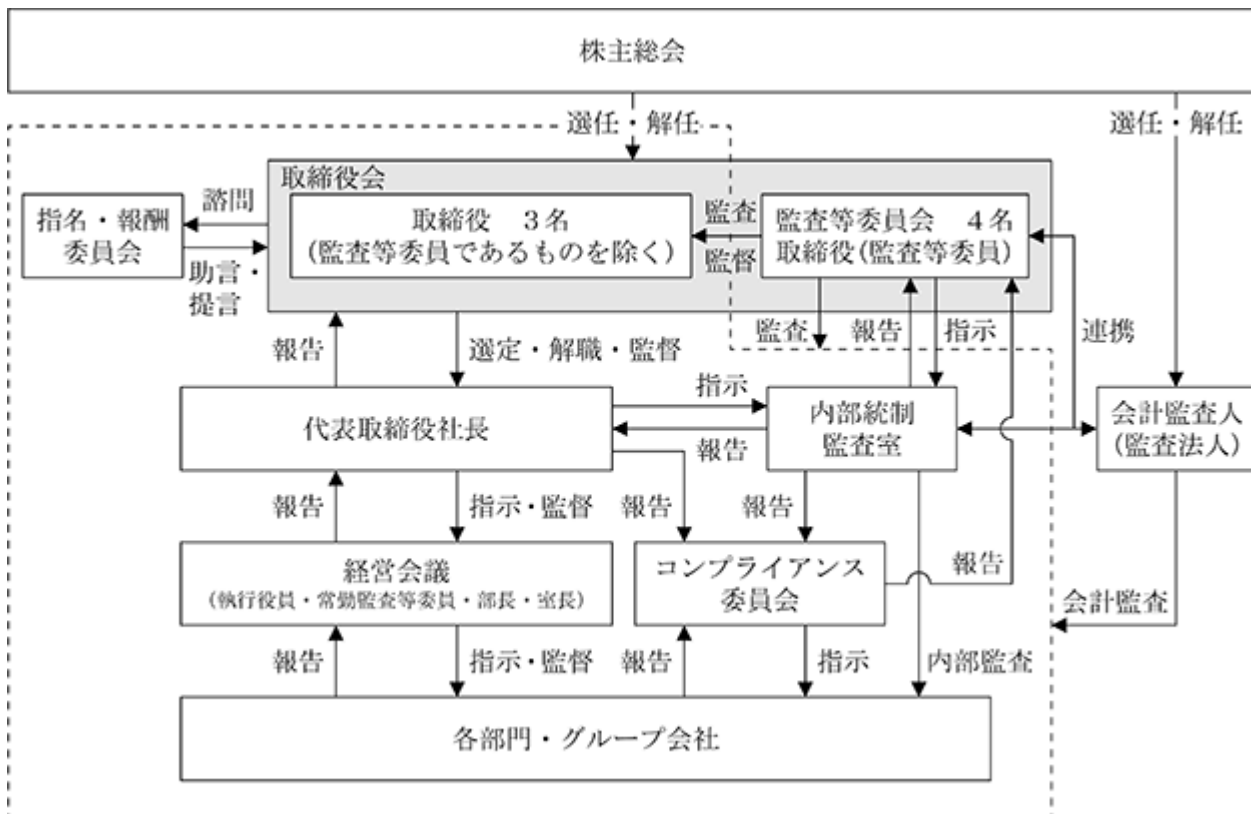 株主総会
選任・解任
選任・解任
取締役会
指名・報酬
委員会
諮問
助言・
提言
取締役 3名
(監査等委員であるものを除く)
監査
監督
監査等委員会 4名
取締役(監査等委員)
報告
選定・解職・監督
監査
報告
指示
連携
代表取締役社長
指示
報告
内部統制
監査室
会計監査人
(監査法人)
報告
指示・監督
報告
報告
経営会議
(執行役員・常勤監査等委員・部長・室長)
コンプライアンス
委員会
報告
会計監査
報告
指示・監督
報告
指示
内部監査
各部門・グループ会社